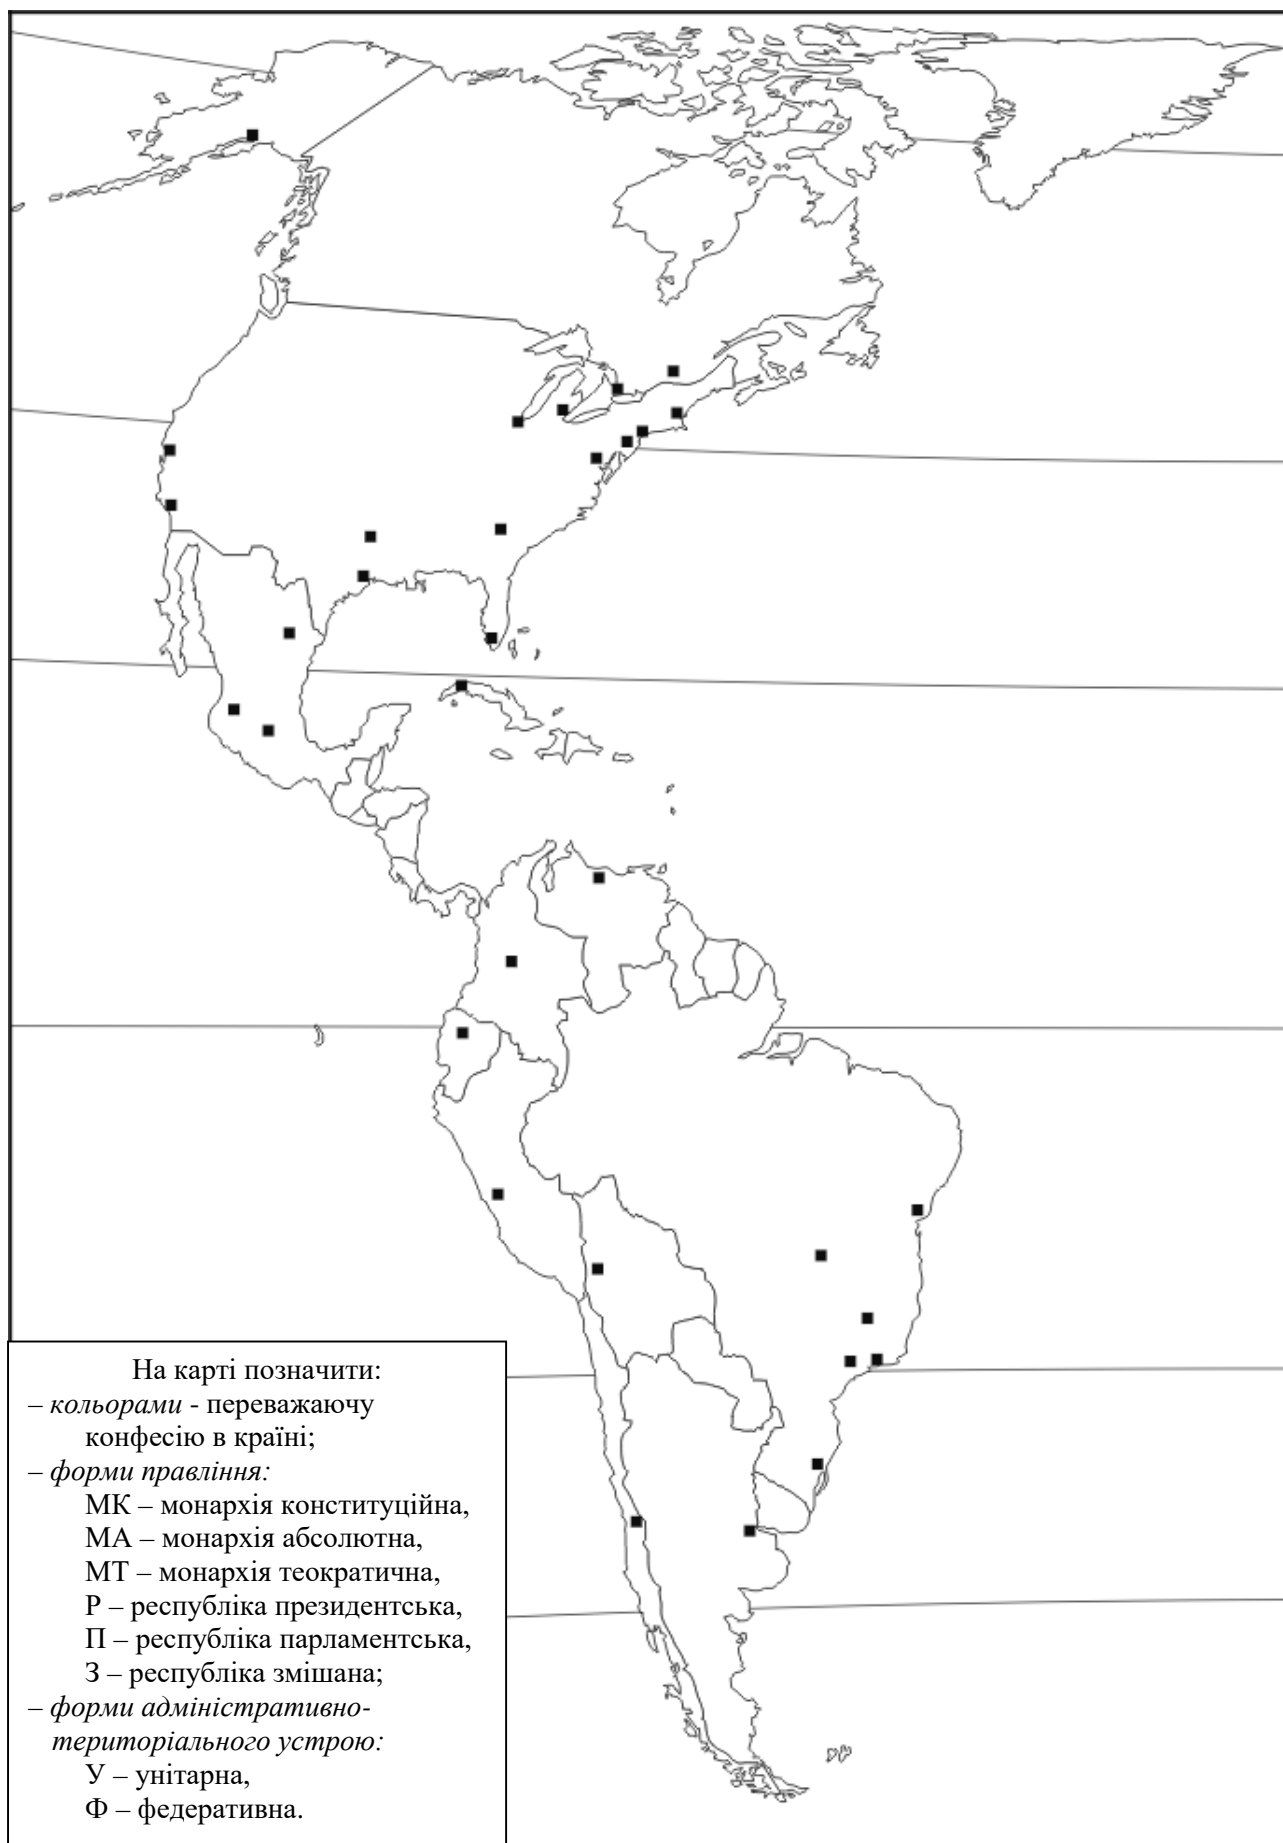 На карті позначити:
– кольорами - переважаючу
конфесію в країні;
– форми правління:
МК – монархія конституційна,
МА – монархія абсолютна,
МТ – монархія теократична,
Р – республіка президентська,
П – республіка парламентська,
З – республіка змішана;
– форми адміністративно-
територіального устрою:
У – унітарна,
Ф – федеративна.